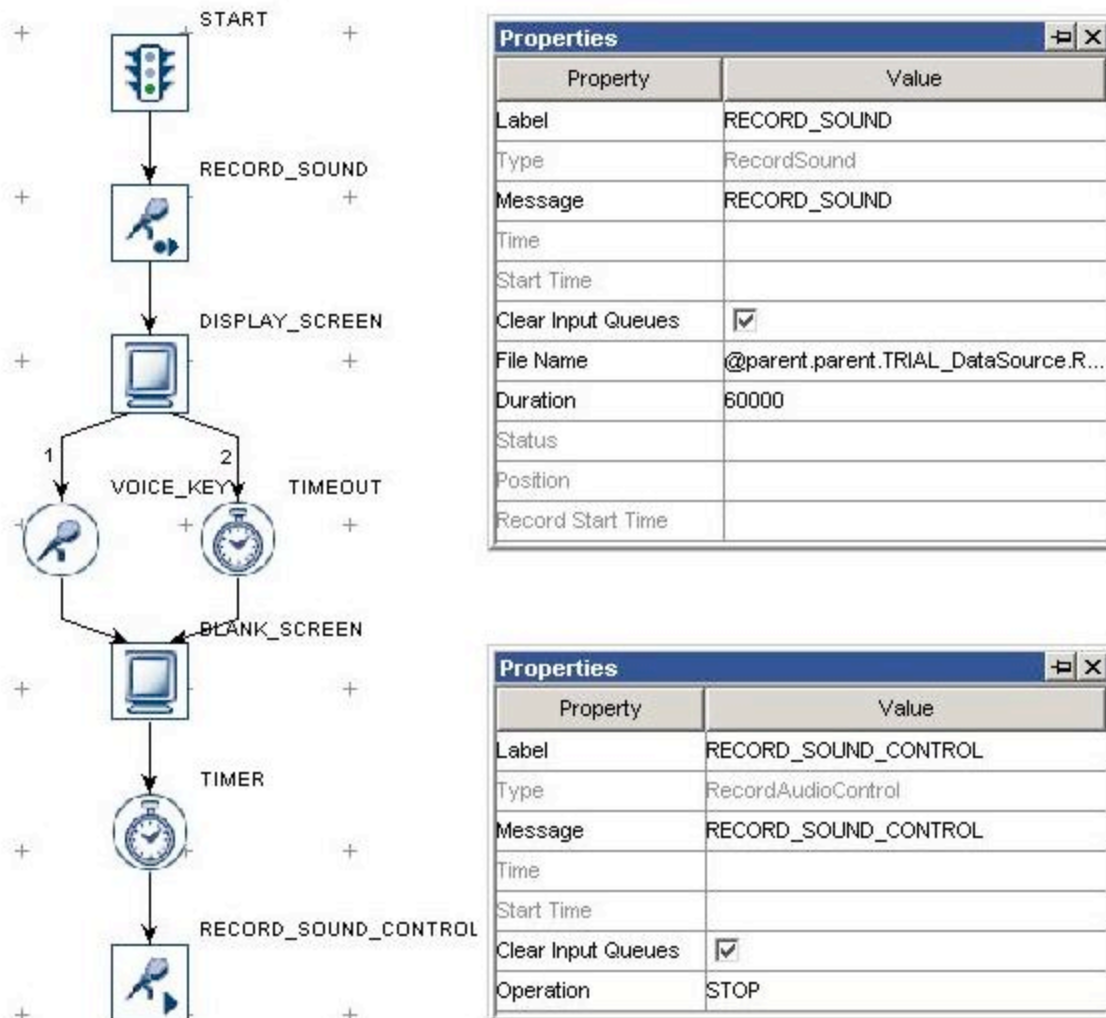 START
RECORD_SOUND
DISPLAY_SCREEN
1
2
VOICE_KEY
TIMEOUT
BLANK_SCREEN
TIMER
RECORD_SOUND_CONTROL
Properties
Property Value
Label RECORD_SOUND
Type RecordSound
Message RECORD_SOUND
Time
Start Time
Clear Input Queues
File Name @parent.parent.TRIAL_DataSource.R...
Duration 60000
Status
Position
Record Start Time
Properties
Property Value
Label RECORD_SOUND_CONTROL
Type RecordAudioControl
Message RECORD_SOUND_CONTROL
Time
Start Time
Clear Input Queues
Operation STOP